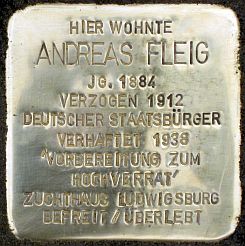 HIER WOHNTE
ANDREAS FLEIG
JG. 1884
VERZOGEN 1912
DEUTSCHER STAATSBÜRGER
VERHAFTET 1938
'VORBEREITUNG ZUM
HOCHVERRAT'
ZUCHTHAUS LUDWIGSBURG
BEFREIT / ÜBERLEBT